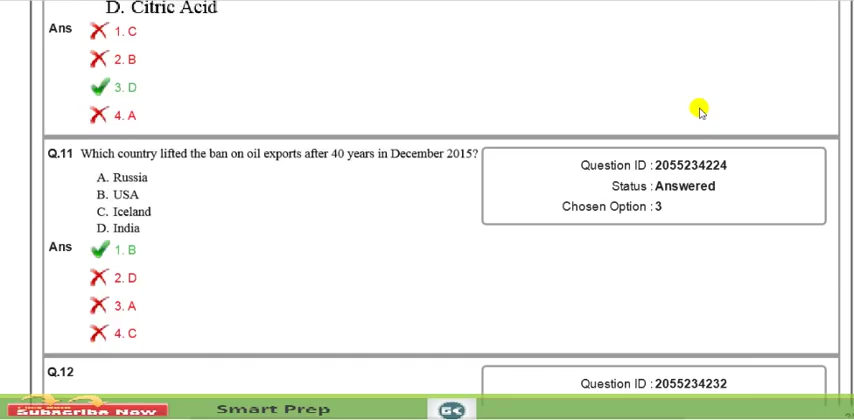 D. Citric Acid
Ans
1. C
2. B
3. D
4. A
Q.11 Which country lifted the ban on oil exports after 40 years in December 2015?
A. Russia
B. USA
C. Iceland
D. India
Question ID : 2055234224
Status : Answered
Chosen Option : 3
Ans
1. B
2. D
3. A
4. C
Q.12
Question ID : 2055234232
Subscribe Now
Smart Prep
GK